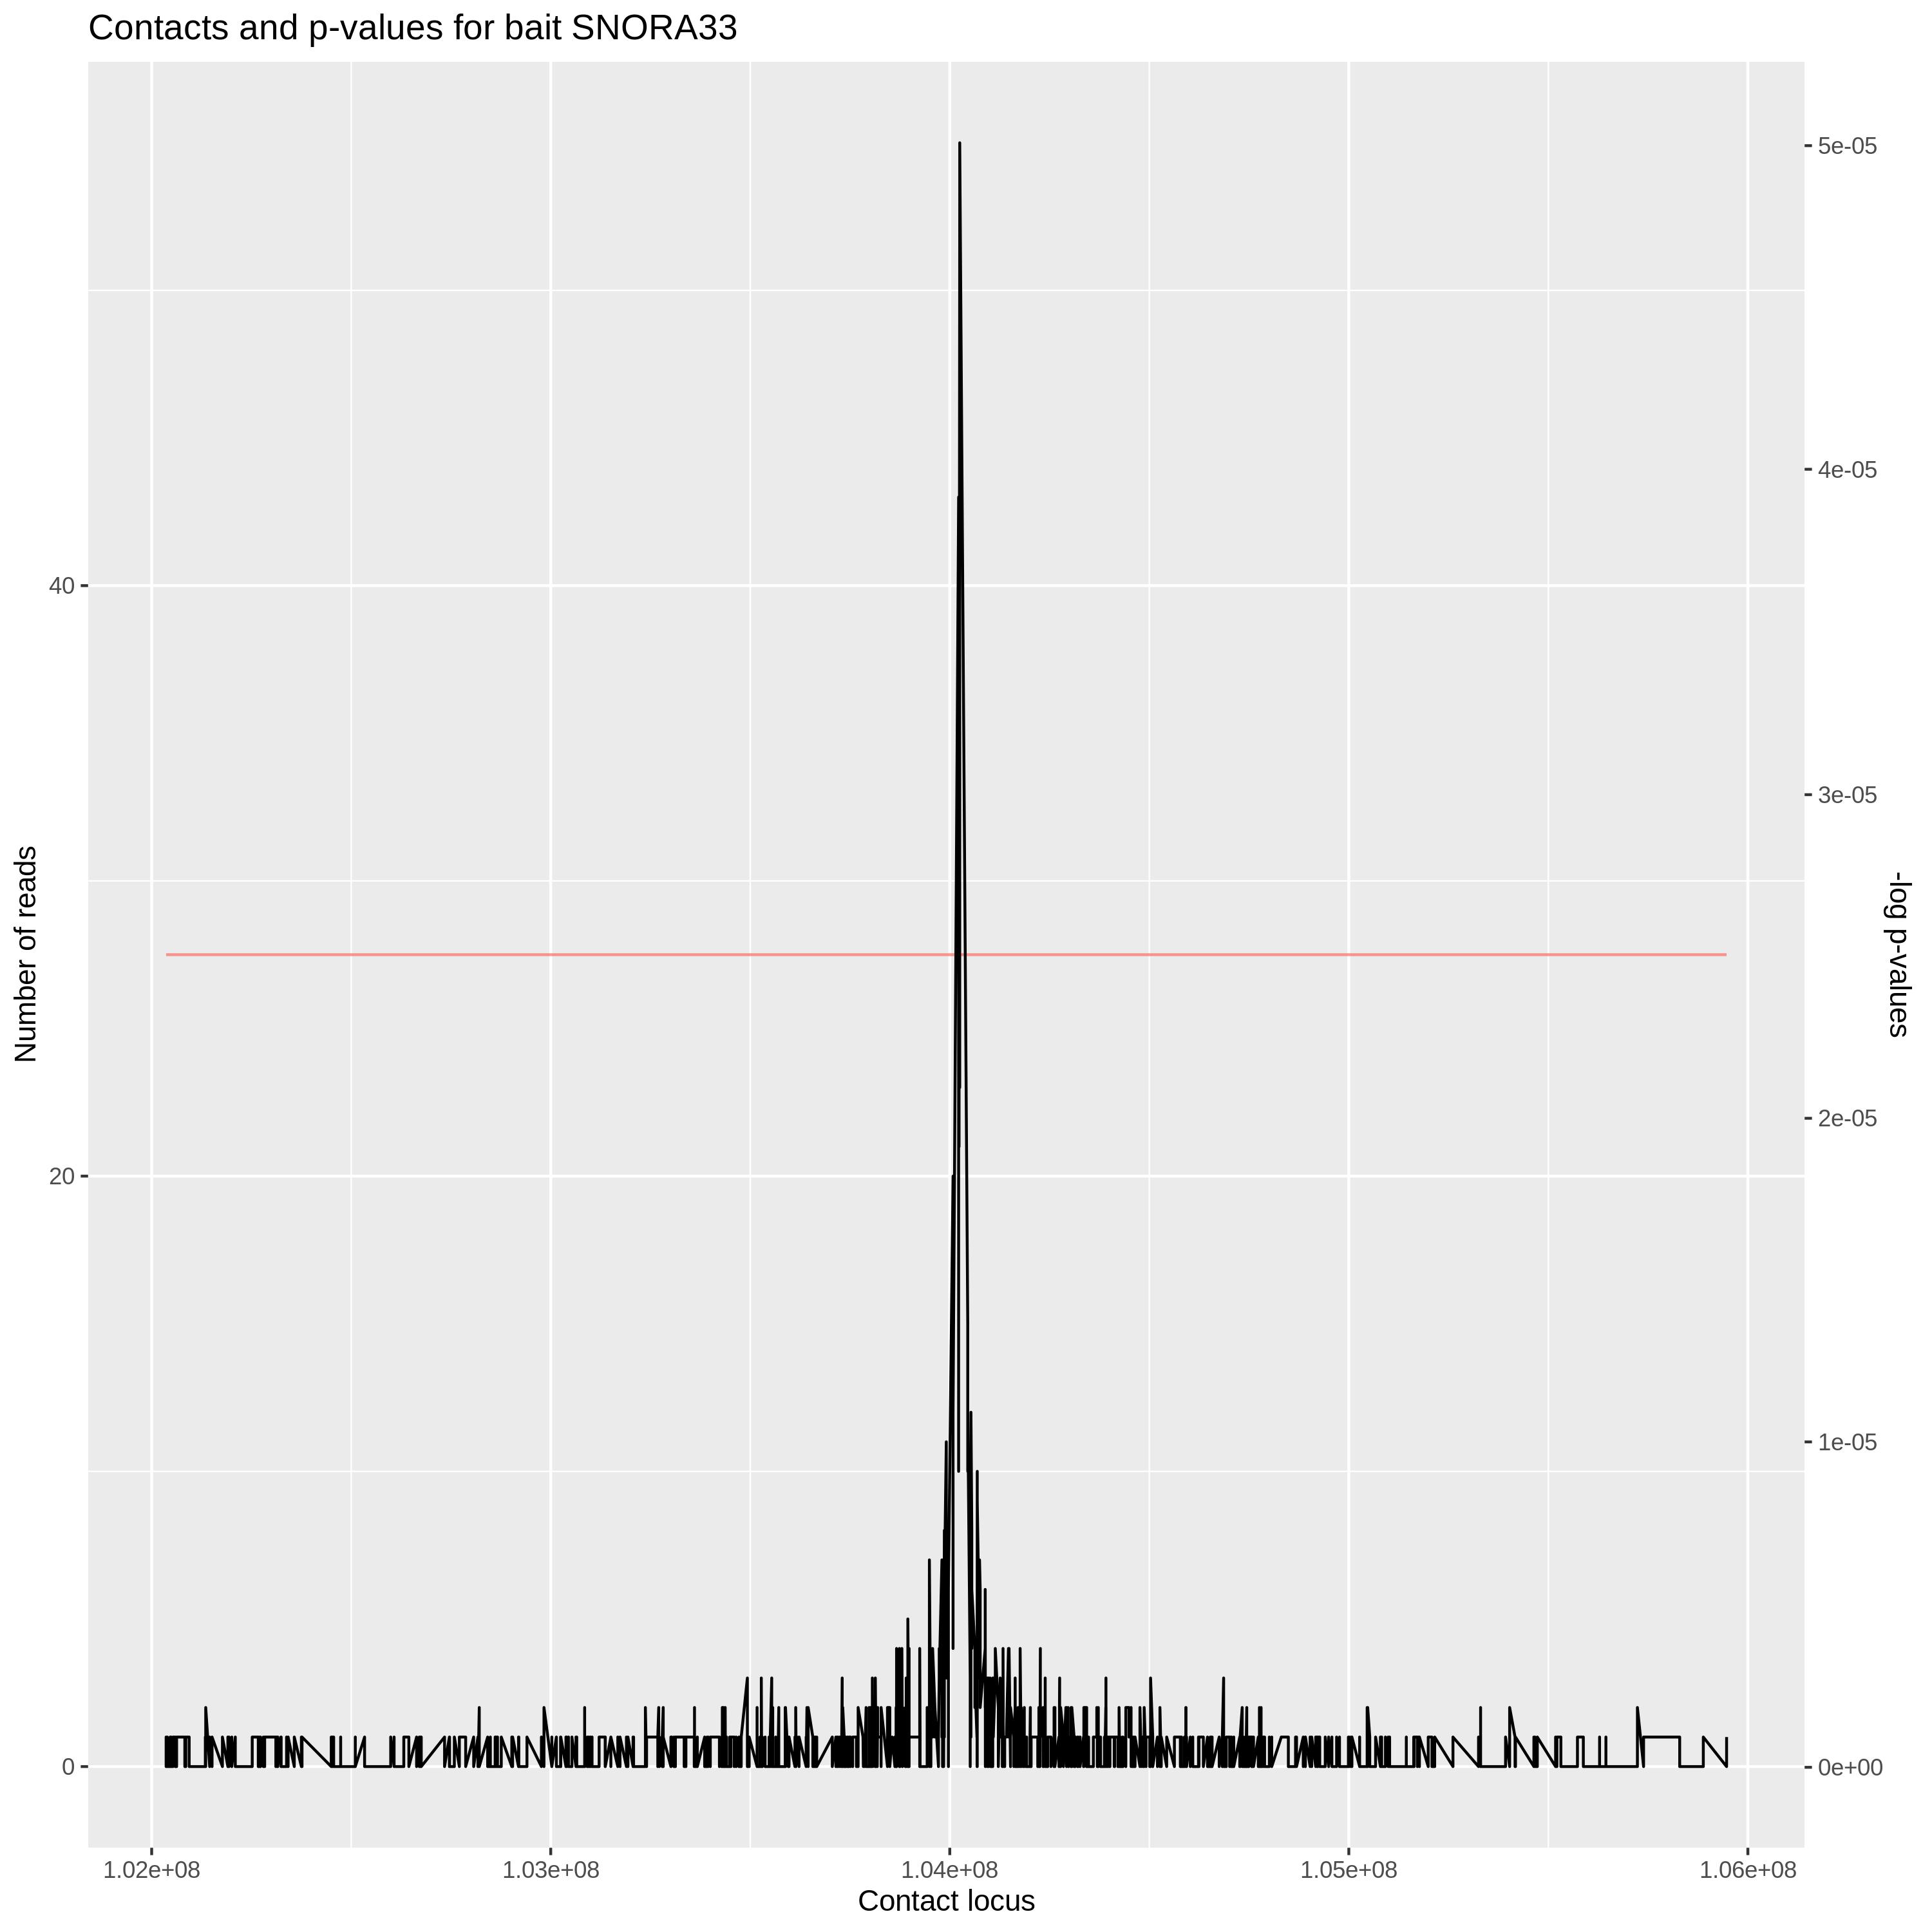 Contacts and p-values for bait SNORA33
Number of reads
40
20
0
5e-05
4e-05
3e-05
2e-05
1e-05
0e+00
-log p-values
1.02e+08
1.03e+08
1.04e+08
1.05e+08
1.06e+08
Contact locus